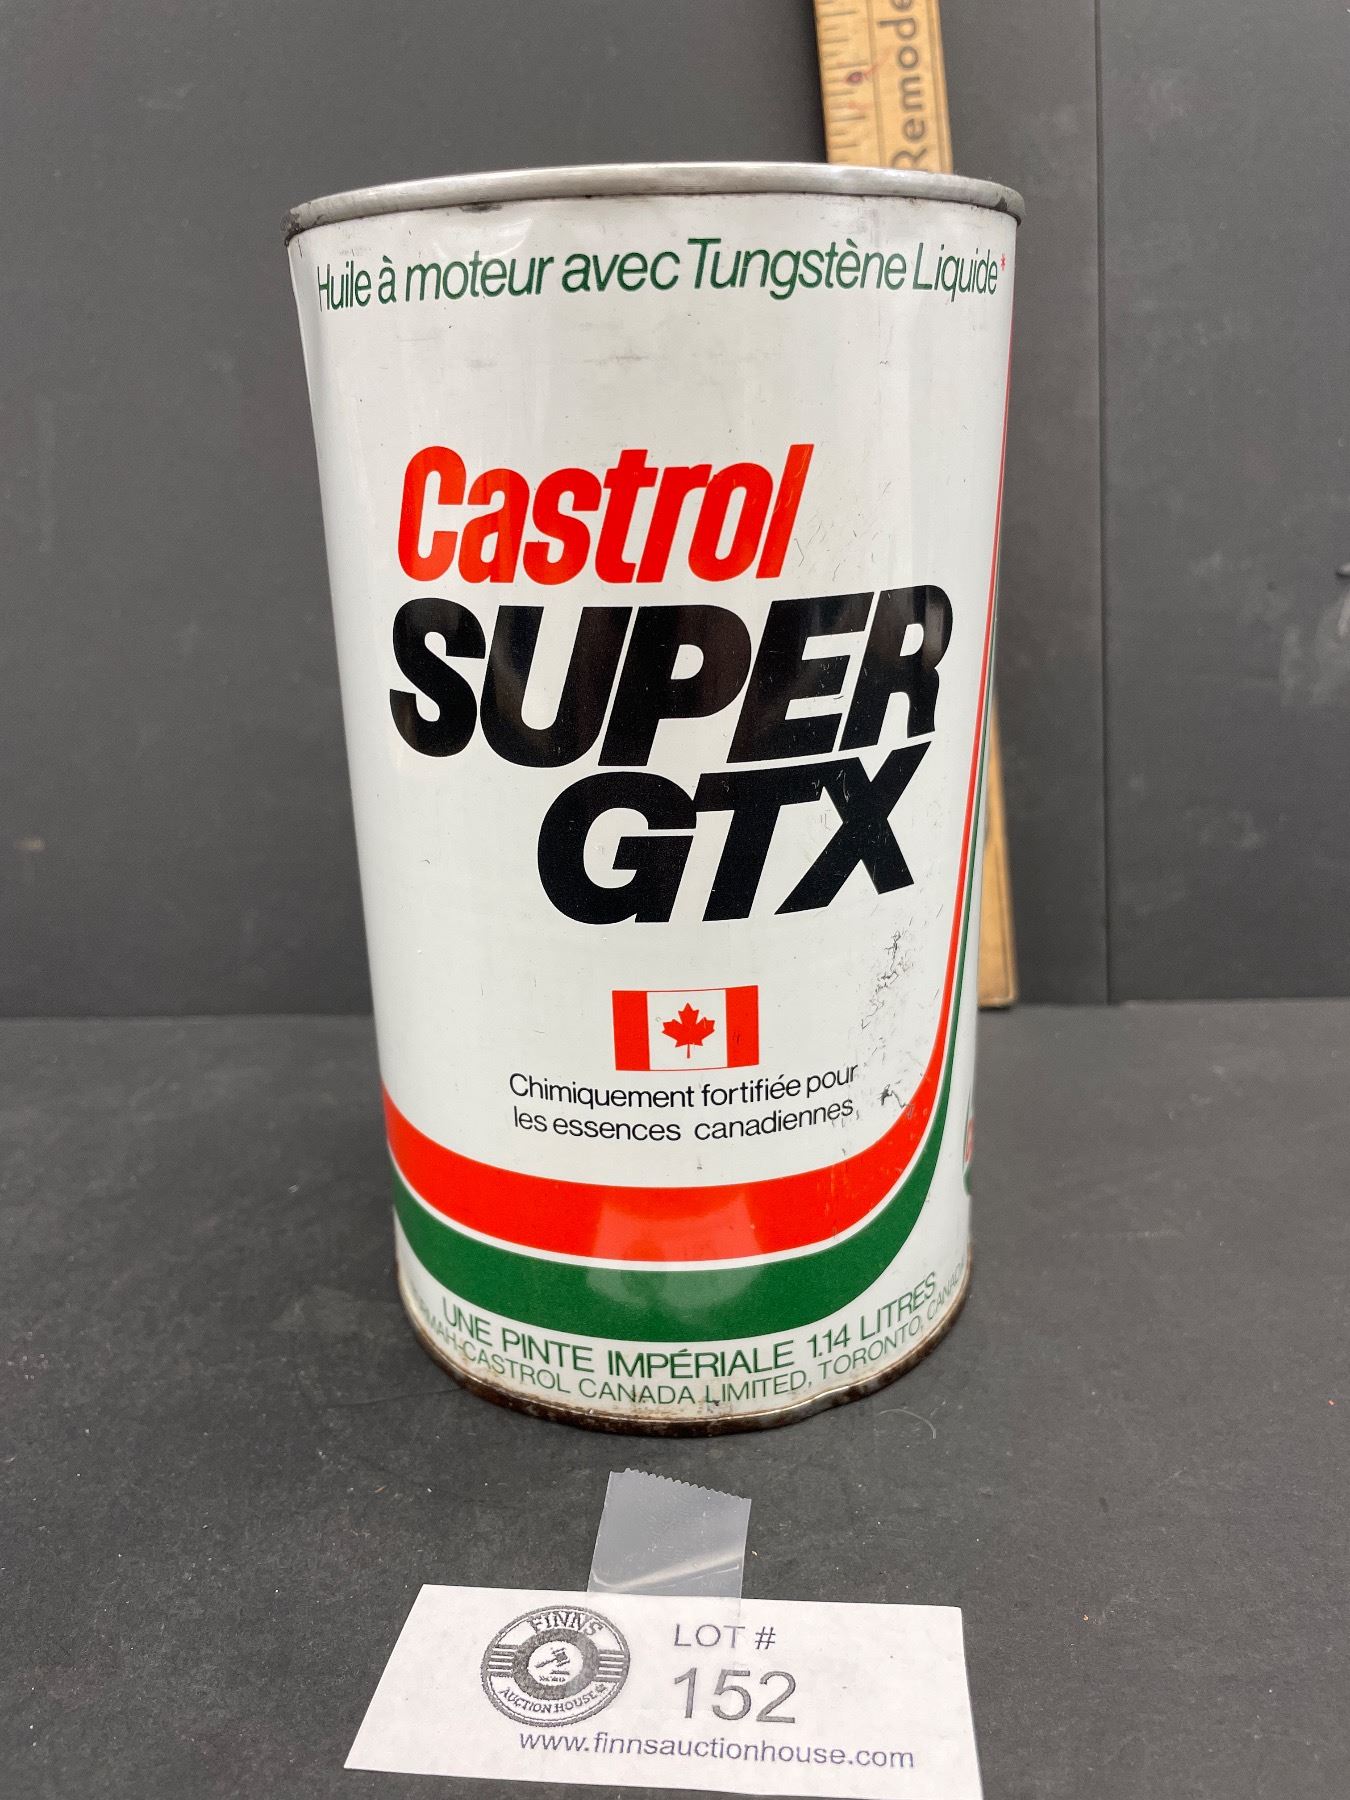 Remode
Huile à moteur avec Tungstène Liquide*
Castrol
SUPER
GTX
Chimiquement fortifiée pour
les essences canadiennes
UNE PINTE IMPÉRIALE 1.14 LITRES
CASTROL CANADA LIMITED, TORONTO, CANADA
FINNS
AUCTION HOUSE
LOT #
152
www.finnsauctionhouse.com